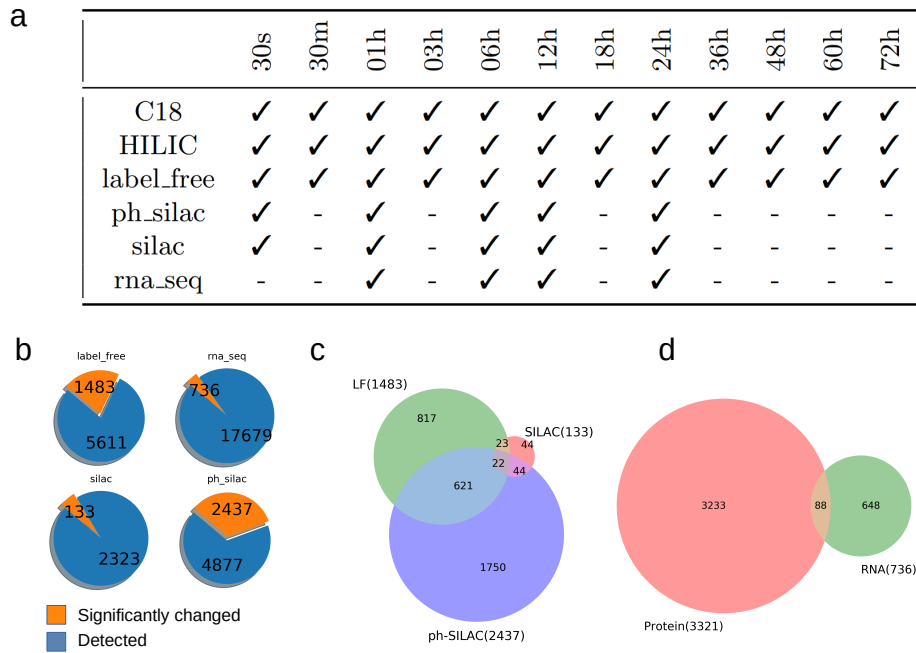 a
30s 30m 01h 03h 06h 12h 18h 24h 36h 48h 60h 72h
C18 ✓ ✓ ✓ ✓ ✓ ✓ ✓ ✓ ✓ ✓ ✓ ✓
HILIC ✓ ✓ ✓ ✓ ✓ ✓ ✓ ✓ ✓ ✓ ✓ ✓
label_free ✓ ✓ ✓ ✓ ✓ ✓ ✓ ✓ ✓ ✓ ✓ ✓
ph_silac ✓ - ✓ - ✓ ✓ - ✓ - - - -
silac ✓ - ✓ - ✓ ✓ - ✓ - - - -
rna_seq - - ✓ - ✓ ✓ - ✓ - - - -
b
label_free
1483
5611
rna_seq
736
17679
silac
133
2323
ph_silac
2437
4877
Significantly changed
Detected
c
LF(1483)
817
SILAC(133)
23
44
22
44
621
1750
ph-SILAC(2437)
d
3233
88
648
RNA(736)
Protein(3321)